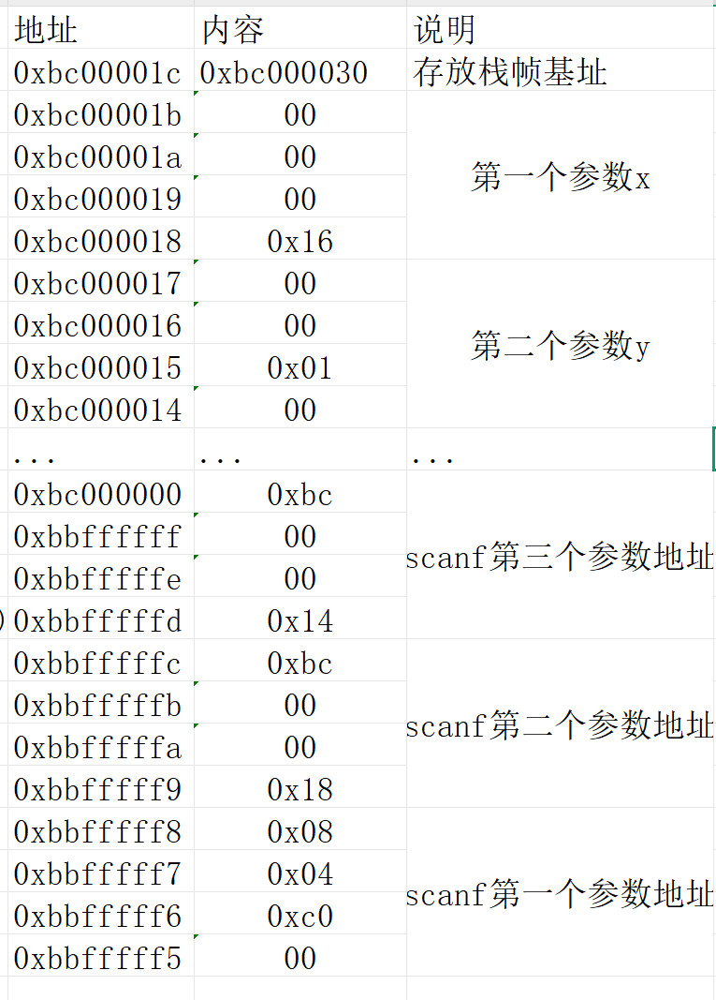 地址 内容 说明
0xbc00001c 0xbc000030 存放栈帧基址
0xbc00001b 00
0xbc00001a 00
第一个参数x
0xbc000019 00
0xbc000018 0x16
0xbc000017 00
0xbc000016 00
第二个参数y
0xbc000015 0x01
0xbc000014 00
... ... ...
0xbc000000 0xbc
0xbbffffff 00
scanf第三个参数地址
0xbbfffffe 00
) 0xbbfffffd 0x14
0xbbfffffc 0xbc
0xbbfffffb 00
scanf第二个参数地址
0xbbfffffa 00
0xbbfffff9 0x18
0xbbfffff8 0x08
0xbbfffff7 0x04
scanf第一个参数地址
0xbbfffff6 0xc0
0xbbfffff5 00